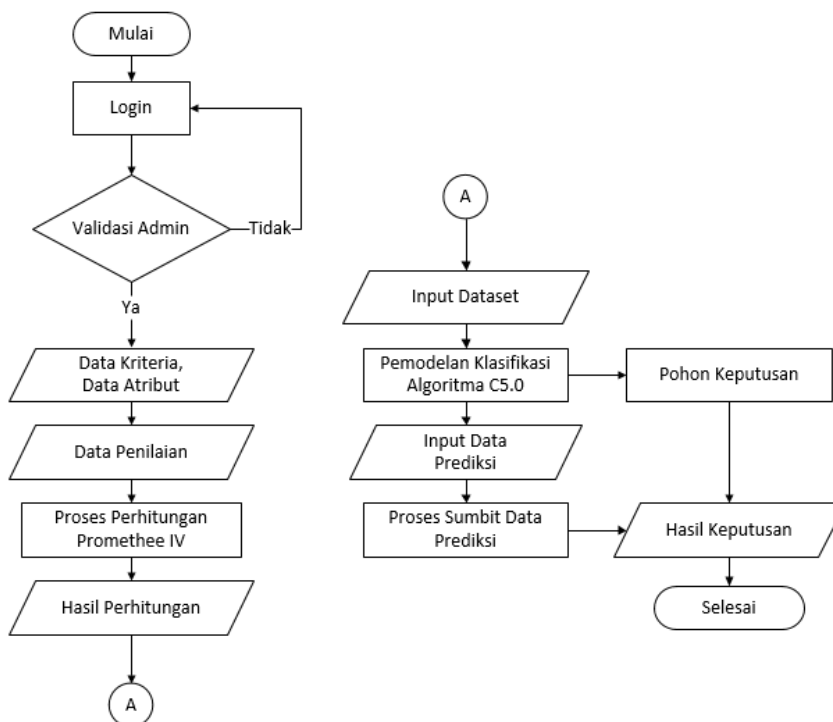 Mulai
Login
Validasi Admin
Tidak
Ya
Data Kriteria,
Data Atribut
Data Penilaian
Proses Perhitungan
Promethee IV
Hasil Perhitungan
A
A
Input Dataset
Pemodelan Klasifikasi
Algoritma C5.0
Pohon Keputusan
Input Data
Prediksi
Proses Sumbit Data
Prediksi
Hasil Keputusan
Selesai